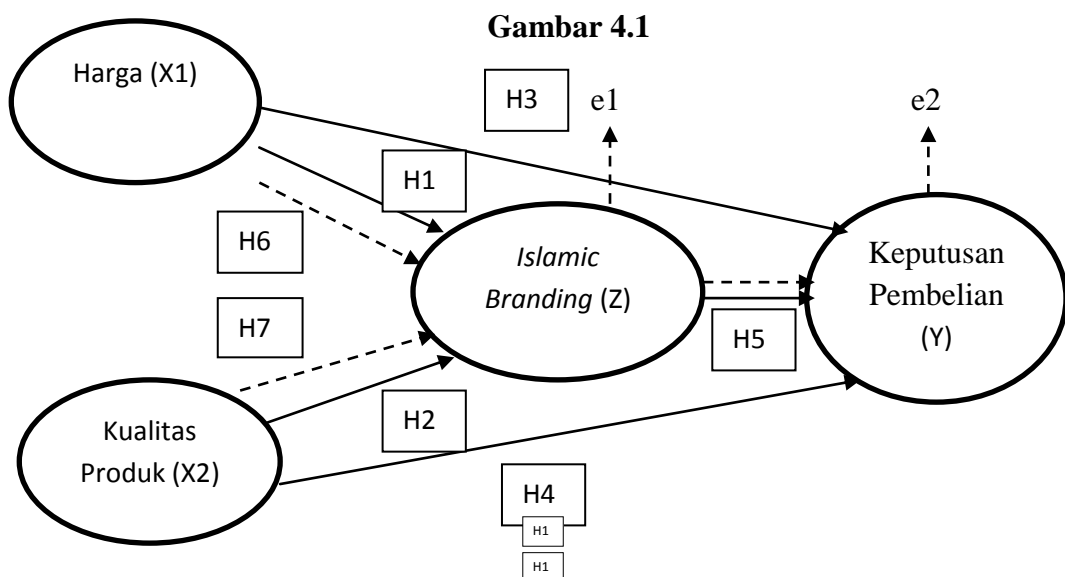 Gambar 4.1
Harga (X1)
H3
e1
e2
H1
H6
Islamic
Branding (Z)
Keputusan
Pembelian
(Y)
H7
H5
H2
Kualitas
Produk (X2)
H4
H1
H1